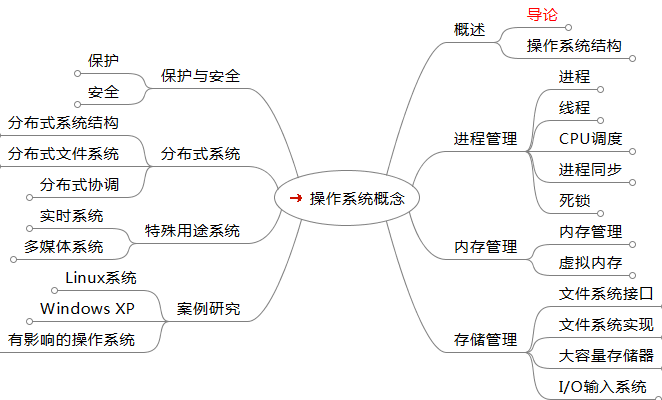 操作系统概念
概述
导论
操作系统结构
进程管理
进程
线程
CPU调度
进程同步
死锁
内存管理
内存管理
虚拟内存
存储管理
文件系统接口
文件系统实现
大容量存储器
I/O输入系统
保护与安全
保护
安全
分布式系统
分布式系统结构
分布式文件系统
分布式协调
特殊用途系统
实时系统
多媒体系统
案例研究
Linux系统
Windows XP
有影响的操作系统